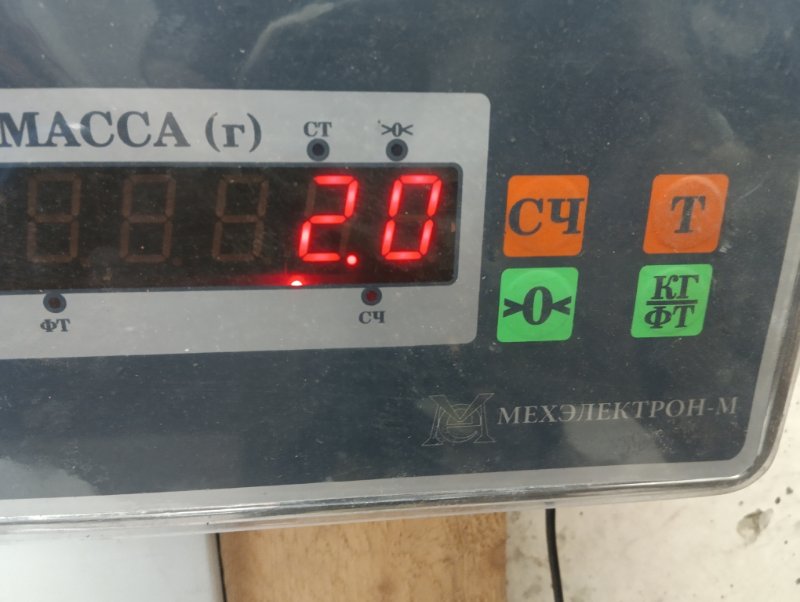 МАССА (г)
СТ
>0<
2.0
ФТ
СЧ
СЧ
Т
>0<
КГ
ФТ
МЕХЭЛЕКТРОН-М